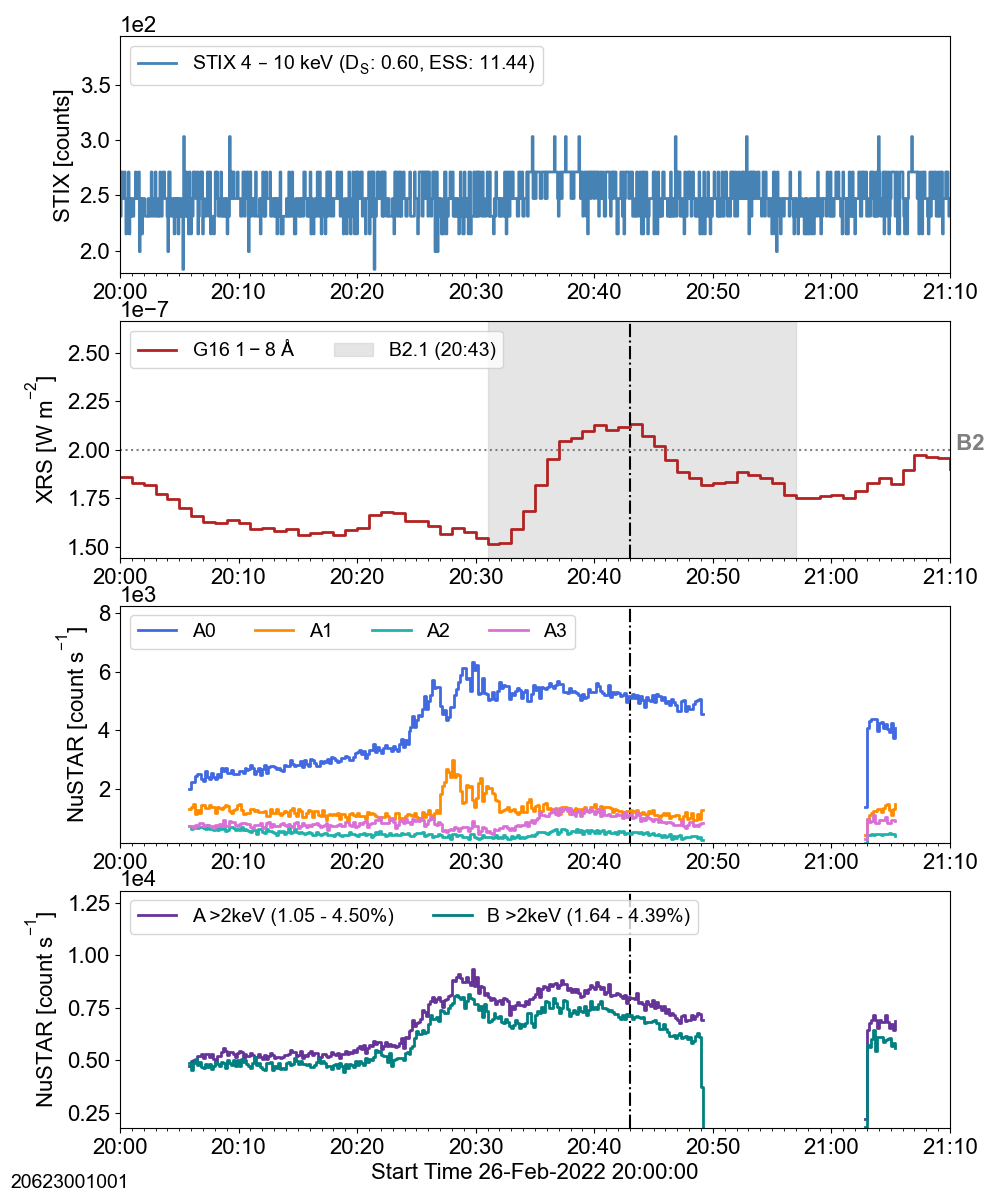 1e2
STIX 4 – 10 keV (DS: 0.60, ESS: 11.44)
3.5
3.0
2.5
2.0
STIX [counts]
20:00 20:10 20:20 20:30 20:40 20:50 21:00 21:10
1e−7
G16 1 – 8 Å B2.1 (20:43)
2.50
2.25
2.00
1.75
1.50
XRS [W m−2]
B2
20:00 20:10 20:20 20:30 20:40 20:50 21:00 21:10
1e3
A0 A1 A2 A3
8
6
4
2
NuSTAR [count s−1]
20:00 20:10 20:20 20:30 20:40 20:50 21:00 21:10
1e4
A >2keV (1.05 - 4.50%) B >2keV (1.64 - 4.39%)
1.25
1.00
0.75
0.50
0.25
NuSTAR [count s−1]
20:00 20:10 20:20 20:30 20:40 20:50 21:00 21:10
Start Time 26-Feb-2022 20:00:00
20623001001